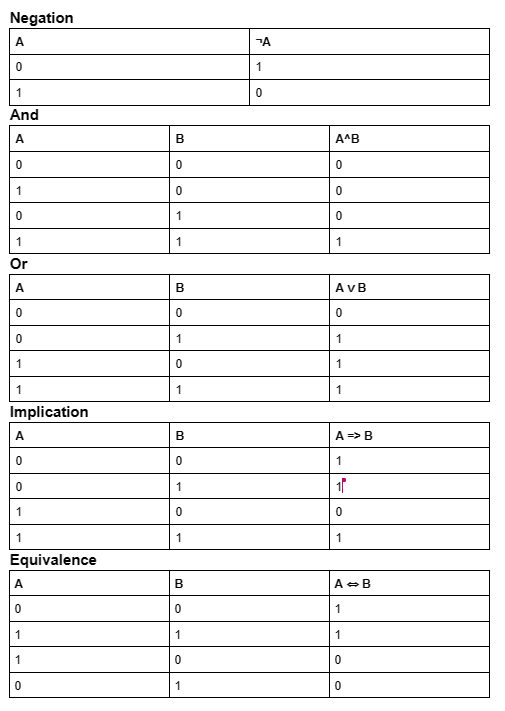 Negation
A ¬A
0 1
1 0
And
A B A^B
0 0 0
1 0 0
0 1 0
1 1 1
Or
A B A ∨ B
0 0 0
0 1 1
1 0 1
1 1 1
Implication
A B A => B
0 0 1
0 1 1
1 0 0
1 1 1
Equivalence
A B A ⇔ B
0 0 1
1 1 1
1 0 0
0 1 0